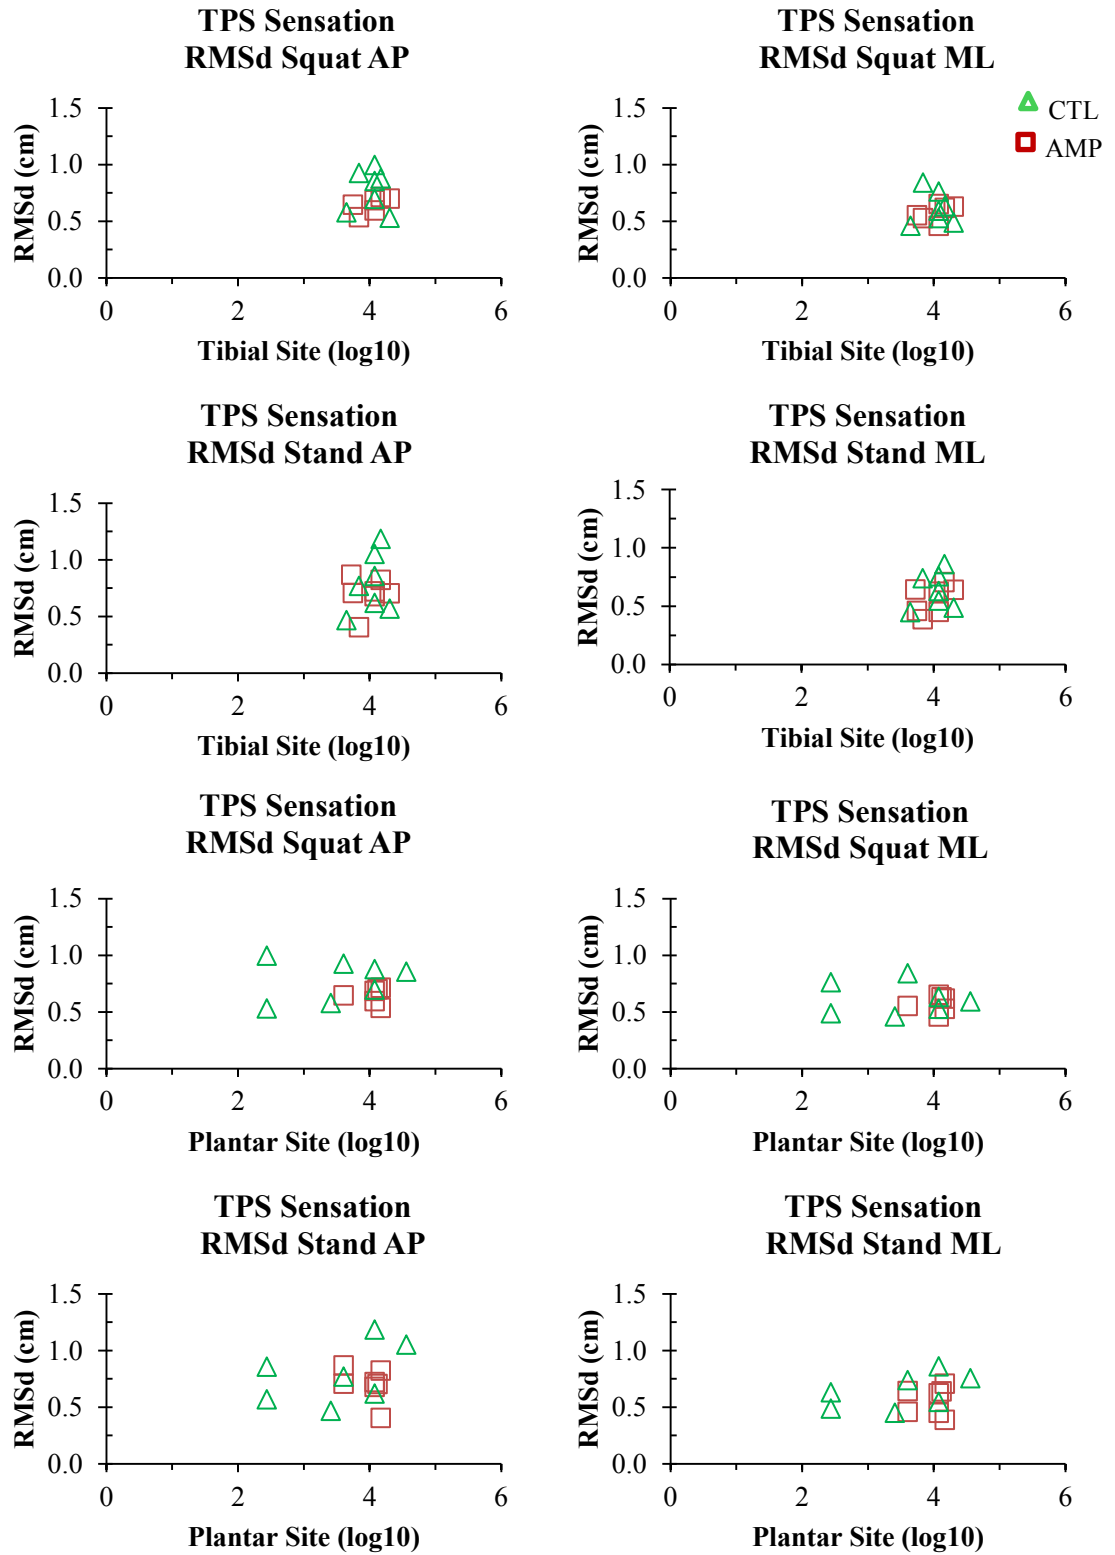 TPS Sensation
RMSd Squat AP
1.5
1.0
0.5
0.0
RMSd (cm)
0 2 4 6
Tibial Site (log10)
TPS Sensation
RMSd Squat ML
CTL
AMP
1.5
1.0
0.5
0.0
RMSd (cm)
0 2 4 6
Tibial Site (log10)
TPS Sensation
RMSd Stand AP
1.5
1.0
0.5
0.0
RMSd (cm)
0 2 4 6
Tibial Site (log10)
TPS Sensation
RMSd Stand ML
1.5
1.0
0.5
0.0
RMSd (cm)
0 2 4 6
Tibial Site (log10)
TPS Sensation
RMSd Squat AP
1.5
1.0
0.5
0.0
RMSd (cm)
0 2 4 6
Plantar Site (log10)
TPS Sensation
RMSd Squat ML
1.5
1.0
0.5
0.0
RMSd (cm)
0 2 4 6
Plantar Site (log10)
TPS Sensation
RMSd Stand AP
1.5
1.0
0.5
0.0
RMSd (cm)
0 2 4 6
Plantar Site (log10)
TPS Sensation
RMSd Stand ML
1.5
1.0
0.5
0.0
RMSd (cm)
0 2 4 6
Plantar Site (log10)